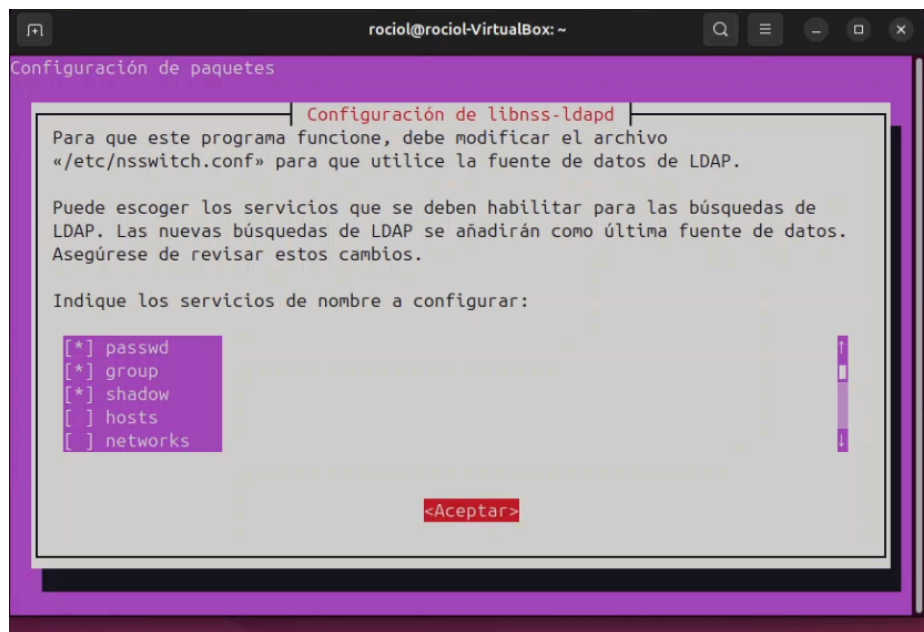 rociol@rociol-VirtualBox: ~
Configuración de paquetes
Configuración de libnss-ldapd
Para que este programa funcione, debe modificar el archivo
«/etc/nsswitch.conf» para que utilice la fuente de datos de LDAP.
Puede escoger los servicios que se deben habilitar para las búsquedas de
LDAP. Las nuevas búsquedas de LDAP se añadirán como última fuente de datos.
Asegúrese de revisar estos cambios.
Indique los servicios de nombre a configurar:
[*] passwd
[*] group
[*] shadow
[ ] hosts
[ ] networks
<Aceptar>